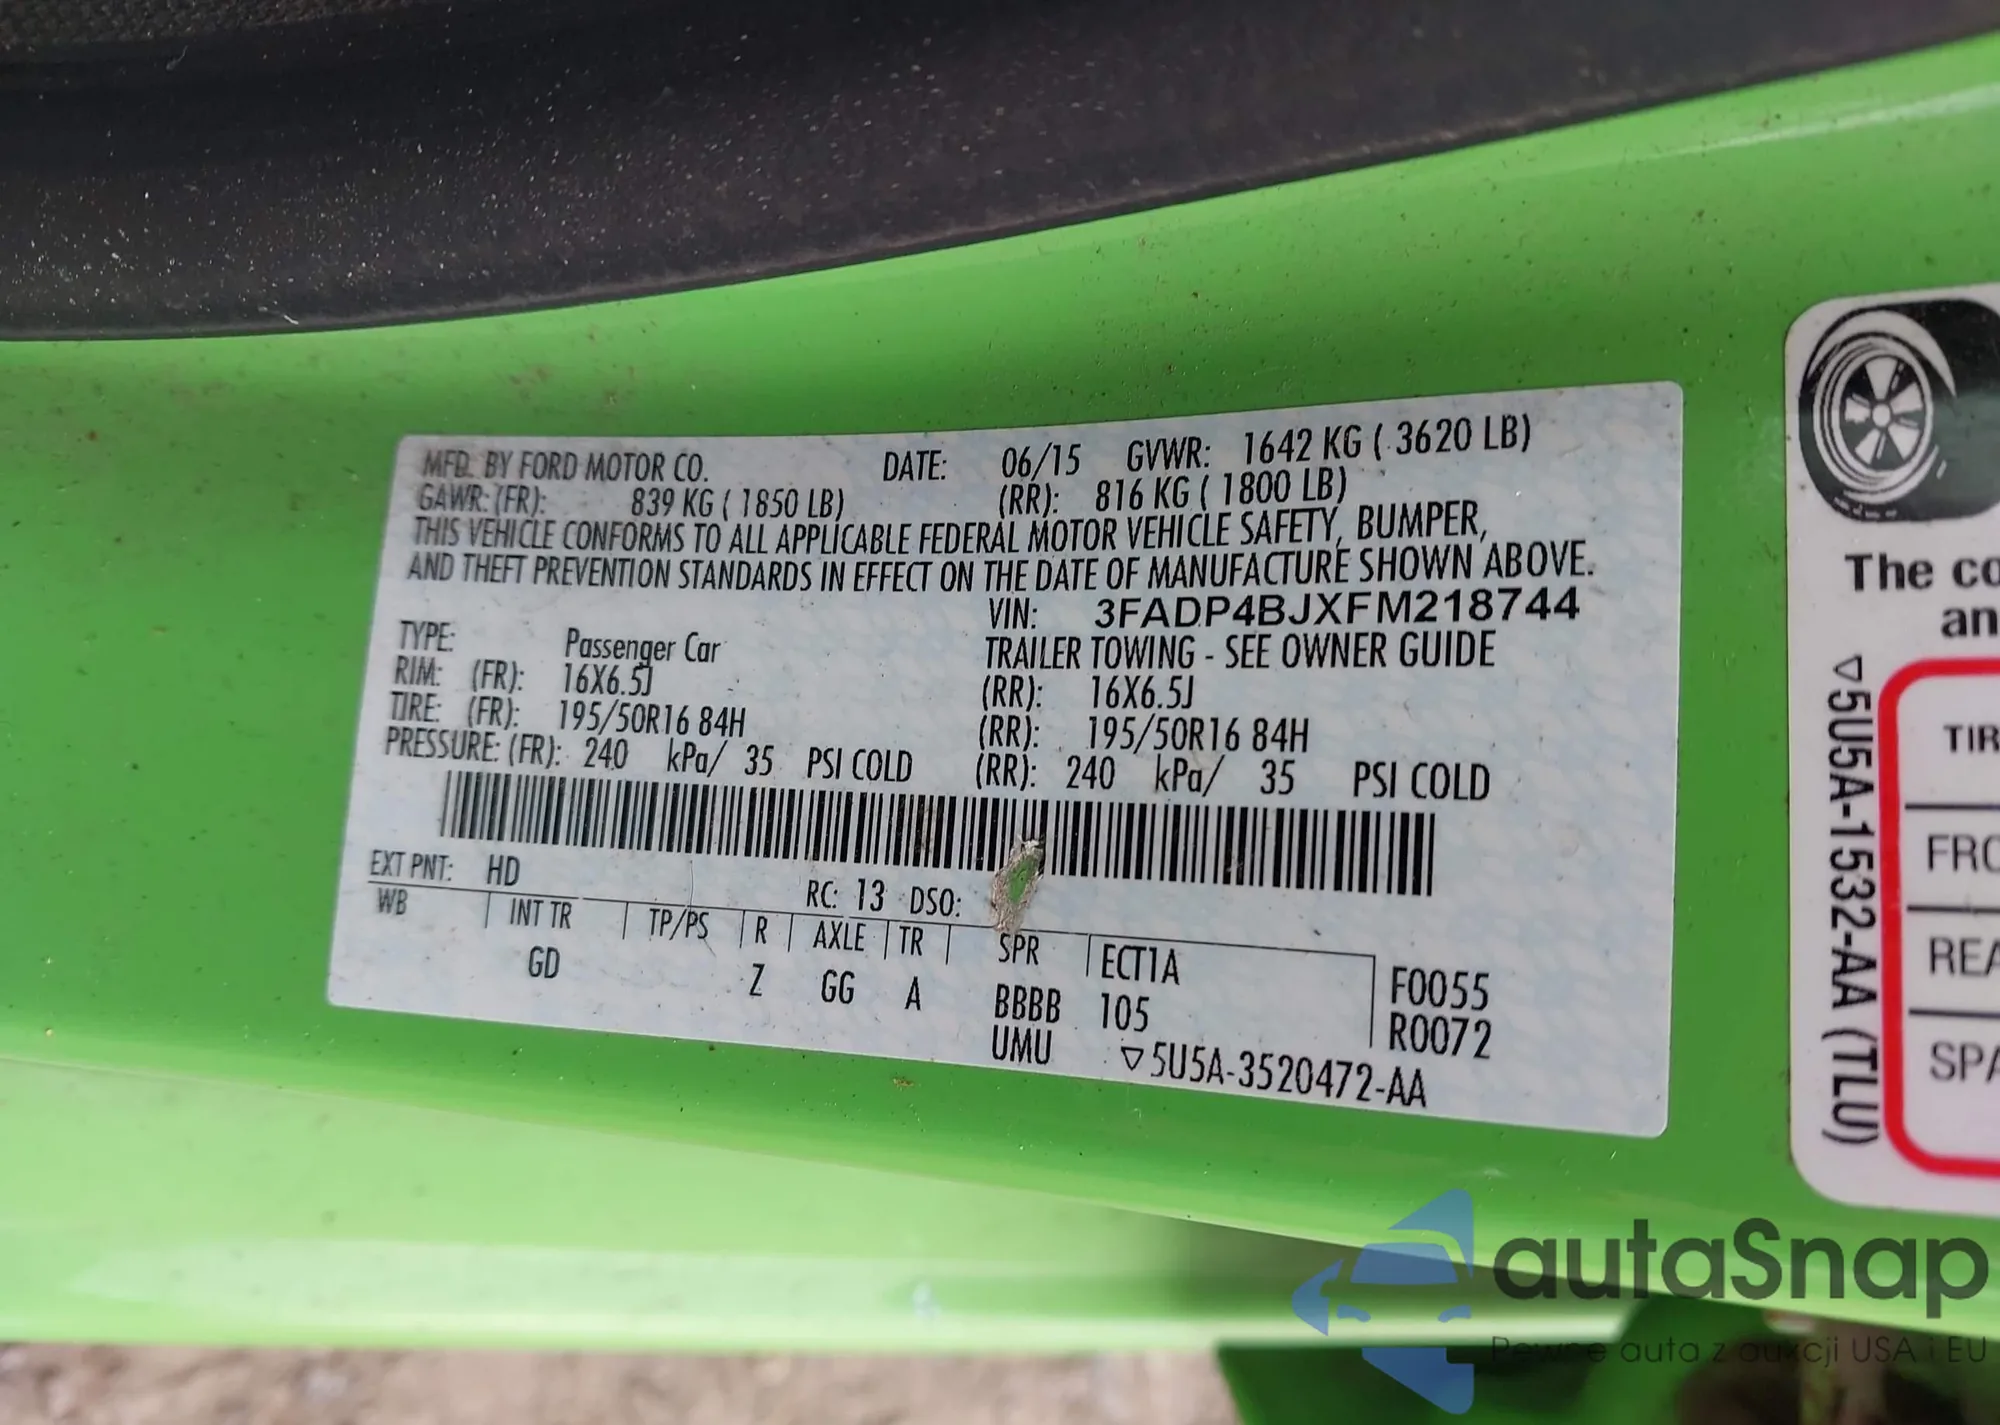 MFD. BY FORD MOTOR CO. DATE: 06/15 GVWR: 1642 KG ( 3620 LB)
GAWR: (FR): 839 KG ( 1850 LB) (RR): 816 KG ( 1800 LB)
THIS VEHICLE CONFORMS TO ALL APPLICABLE FEDERAL MOTOR VEHICLE SAFETY, BUMPER,
AND THEFT PREVENTION STANDARDS IN EFFECT ON THE DATE OF MANUFACTURE SHOWN ABOVE.
VIN: 3FADP4BJXFM218744
TYPE: Passenger Car TRAILER TOWING - SEE OWNER GUIDE
RIM: (FR): 16X6.5J (RR): 16X6.5J
TIRE: (FR): 195/50R16 84H (RR): 195/50R16 84H
PRESSURE: (FR): 240 kPa/ 35 PSI COLD (RR): 240 kPa/ 35 PSI COLD
EXT PNT: HD RC: 13 DSO:
WB INT TR TP/PS R AXLE TR SPR ECT1A F0055
GD Z GG A BBBB 105 R0072
UMU ▽5U5A-3520472-AA
The co
an
▽5U5A-1532-AA (TLU)
TIR
FRO
REA
SPA
autaSnap
Pewne auta z aukcji USA i EU